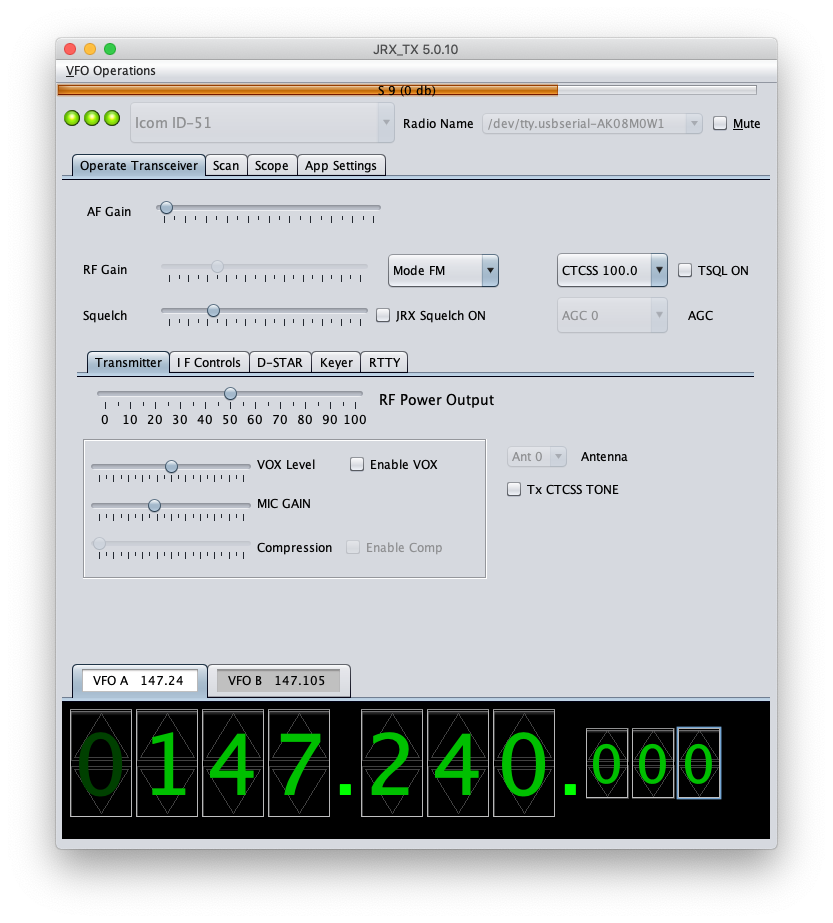 JRX_TX 5.0.10
VFO Operations
S 9 (0 db)
Icom ID-51 Radio Name /dev/tty.usbserial-AK08M0W1 Mute
Operate Transceiver Scan Scope App Settings
AF Gain
RF Gain Mode FM CTCSS 100.0 TSQL ON
Squelch JRX Squelch ON AGC 0 AGC
Transmitter I F Controls D-STAR Keyer RTTY
RF Power Output
0 10 20 30 40 50 60 70 80 90 100
VOX Level Enable VOX Ant 0 Antenna
MIC GAIN Tx CTCSS TONE
Compression Enable Comp
VFO A 147.24 VFO B 147.105
0147.240.000